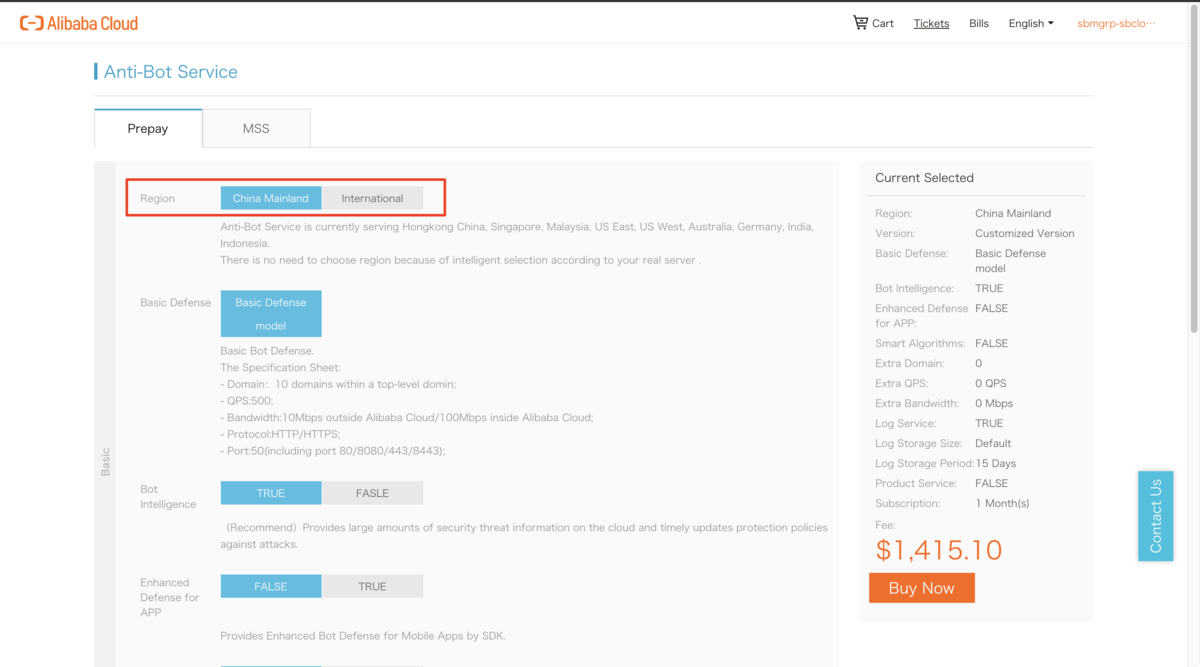 Alibaba Cloud
Cart Tickets Bills English sbmgrp-sbclo···
Anti-Bot Service
Prepay MSS
Region China Mainland International
Anti-Bot Service is currently serving Hongkong China, Singapore, Malaysia, US East, US West, Australia, Germany, India,
Indonesia.
There is no need to choose region because of intelligent selection according to your real server .
Basic Defense Basic Defense
model
Basic Bot Defense.
The Specification Sheet:
- Domain：10 domains within a top-level domin;
- QPS:500;
- Bandwidth:10Mbps outside Alibaba Cloud/100Mbps inside Alibaba Cloud;
- Protocol:HTTP/HTTPS;
- Port:50(including port 80/8080/443/8443);
Basic
Bot
Intelligence
TRUE FASLE
（Recommend）Provides large amounts of security threat information on the cloud and timely updates protection policies
against attacks.
Enhanced
Defense for
APP
FALSE TRUE
Provides Enhanced Bot Defense for Mobile Apps by SDK.
Current Selected
Region: China Mainland
Version: Customized Version
Basic Defense: Basic Defense
model
Bot Intelligence: TRUE
Enhanced Defense FALSE
for APP:
Smart Algorithms: FALSE
Extra Domain: 0
Extra QPS: 0 QPS
Extra Bandwidth: 0 Mbps
Log Service: TRUE
Log Storage Size: Default
Log Storage Period: 15 Days
Product Service: FALSE
Subscription: 1 Month(s)
Fee:
$1,415.10
Buy Now
Contact Us